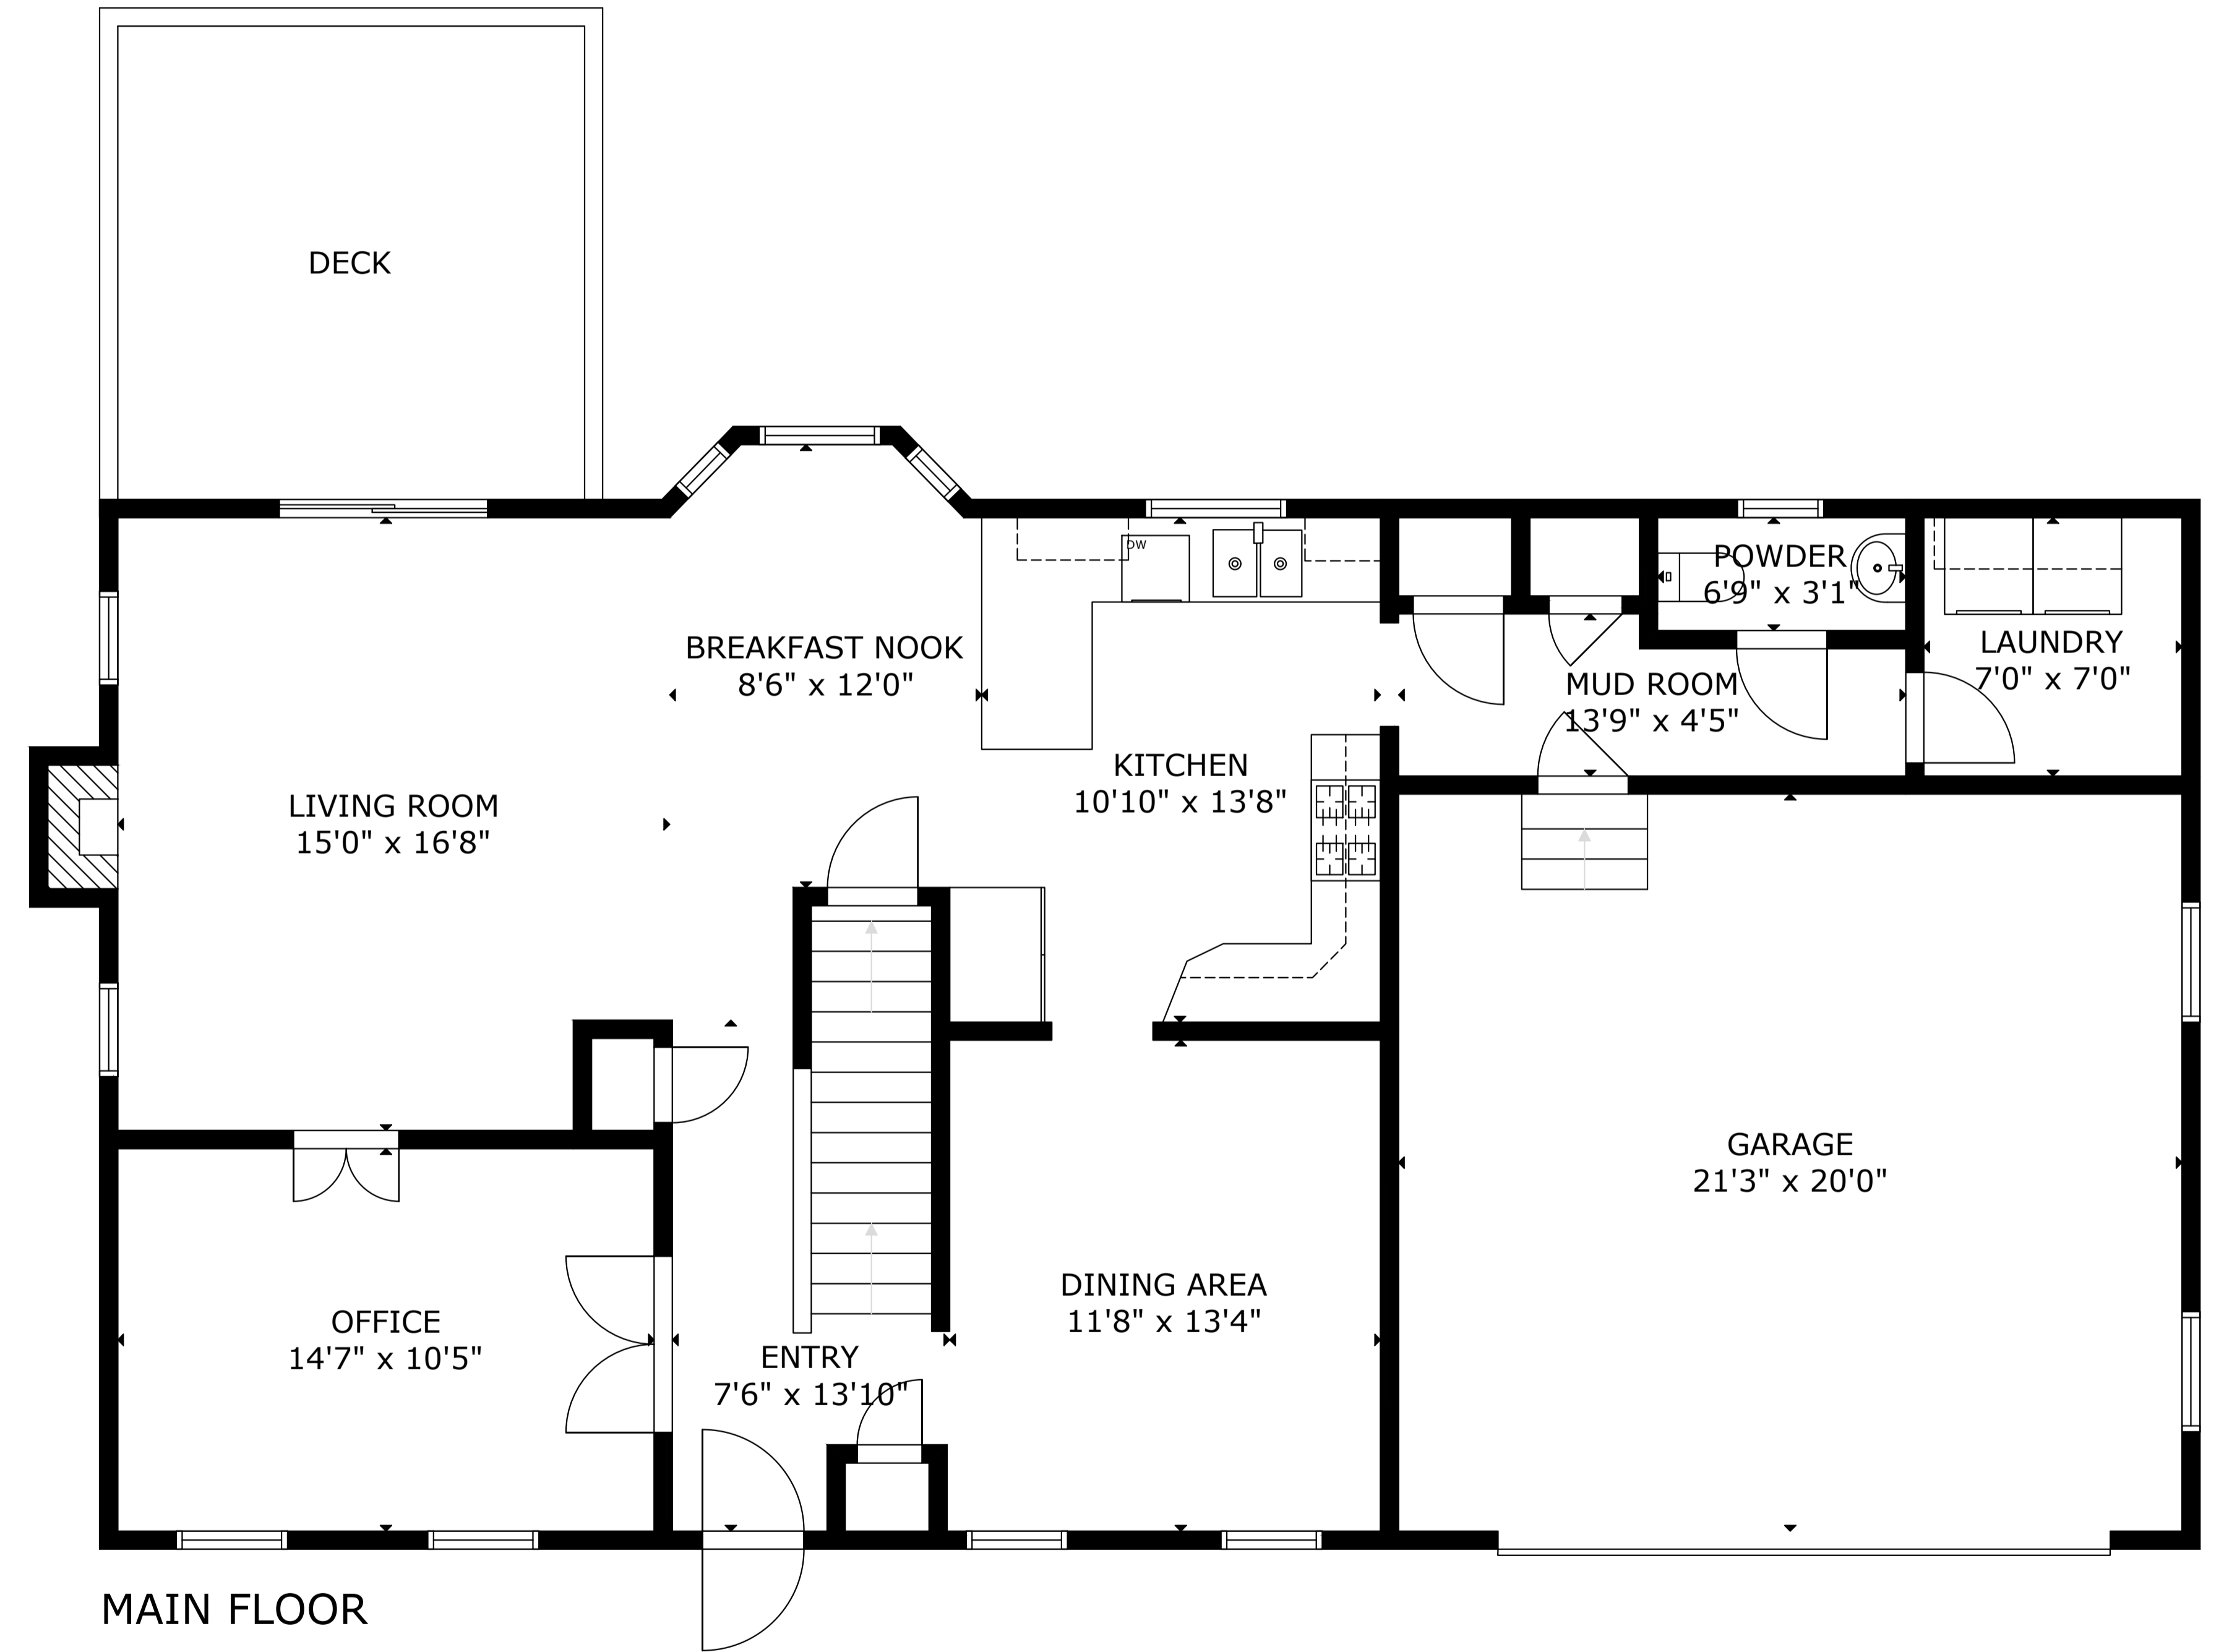 DECK
DW
POWDER
6'9" x 3'1"
BREAKFAST NOOK
8'6" x 12'0"
LAUNDRY
7'0" x 7'0"
MUD ROOM
13'9" x 4'5"
KITCHEN
10'10" x 13'8"
LIVING ROOM
15'0" x 16'8"
GARAGE
21'3" x 20'0"
DINING AREA
11'8" x 13'4"
OFFICE
14'7" x 10'5"
ENTRY
7'6" x 13'10"
MAIN FLOOR